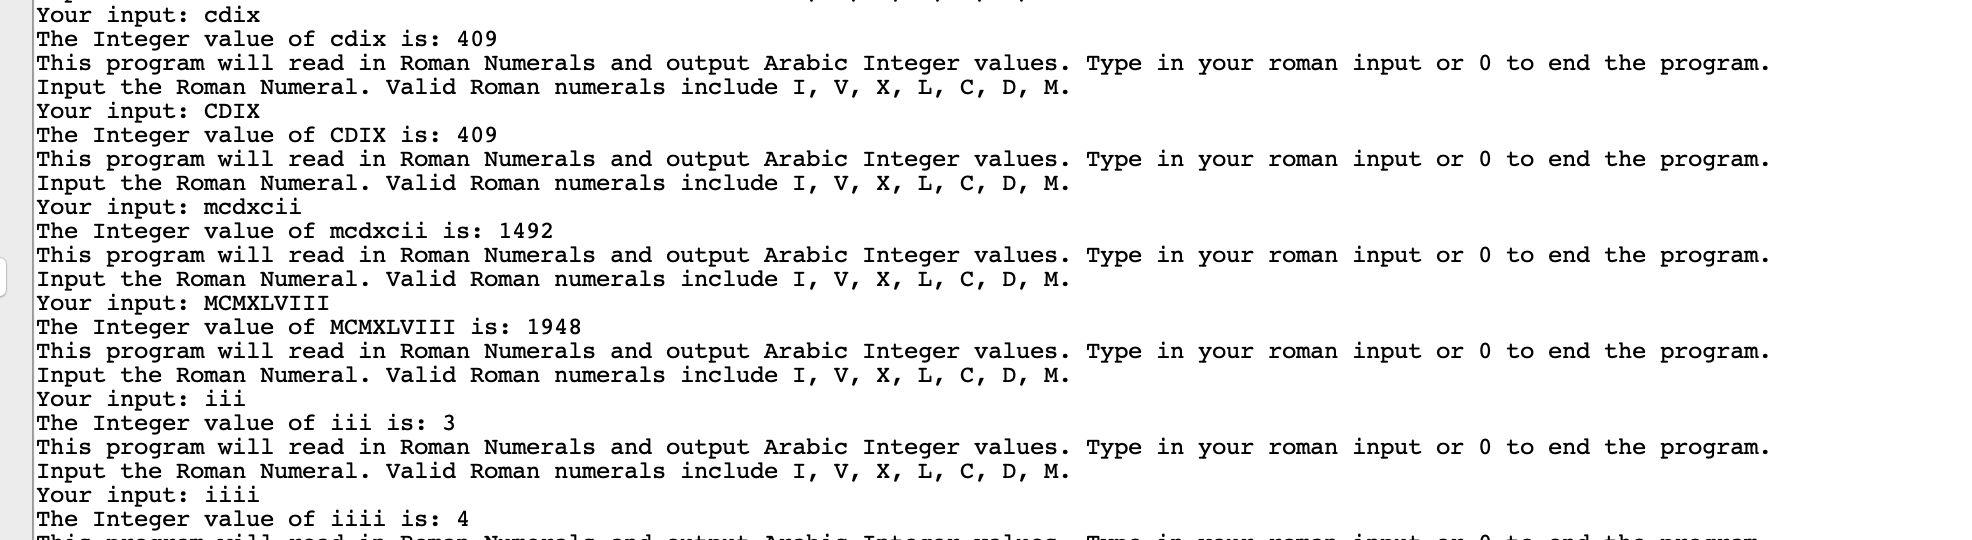 Your input: cdix
The Integer value of cdix is: 409
This program will read in Roman Numerals and output Arabic Integer values. Type in your roman input or 0 to end the program.
Input the Roman Numeral. Valid Roman numerals include I, V, X, L, C, D, M.
Your input: CDIX
The Integer value of CDIX is: 409
This program will read in Roman Numerals and output Arabic Integer values. Type in your roman input or 0 to end the program.
Input the Roman Numeral. Valid Roman numerals include I, V, X, L, C, D, M.
Your input: mcdxcii
The Integer value of mcdxcii is: 1492
This program will read in Roman Numerals and output Arabic Integer values. Type in your roman input or 0 to end the program.
Input the Roman Numeral. Valid Roman numerals include I, V, X, L, C, D, M.
Your input: MCMXLVIII
The Integer value of MCMXLVIII is: 1948
This program will read in Roman Numerals and output Arabic Integer values. Type in your roman input or 0 to end the program.
Input the Roman Numeral. Valid Roman numerals include I, V, X, L, C, D, M.
Your input: iii
The Integer value of iii is: 3
This program will read in Roman Numerals and output Arabic Integer values. Type in your roman input or 0 to end the program.
Input the Roman Numeral. Valid Roman numerals include I, V, X, L, C, D, M.
Your input: iiii
The Integer value of iiii is: 4